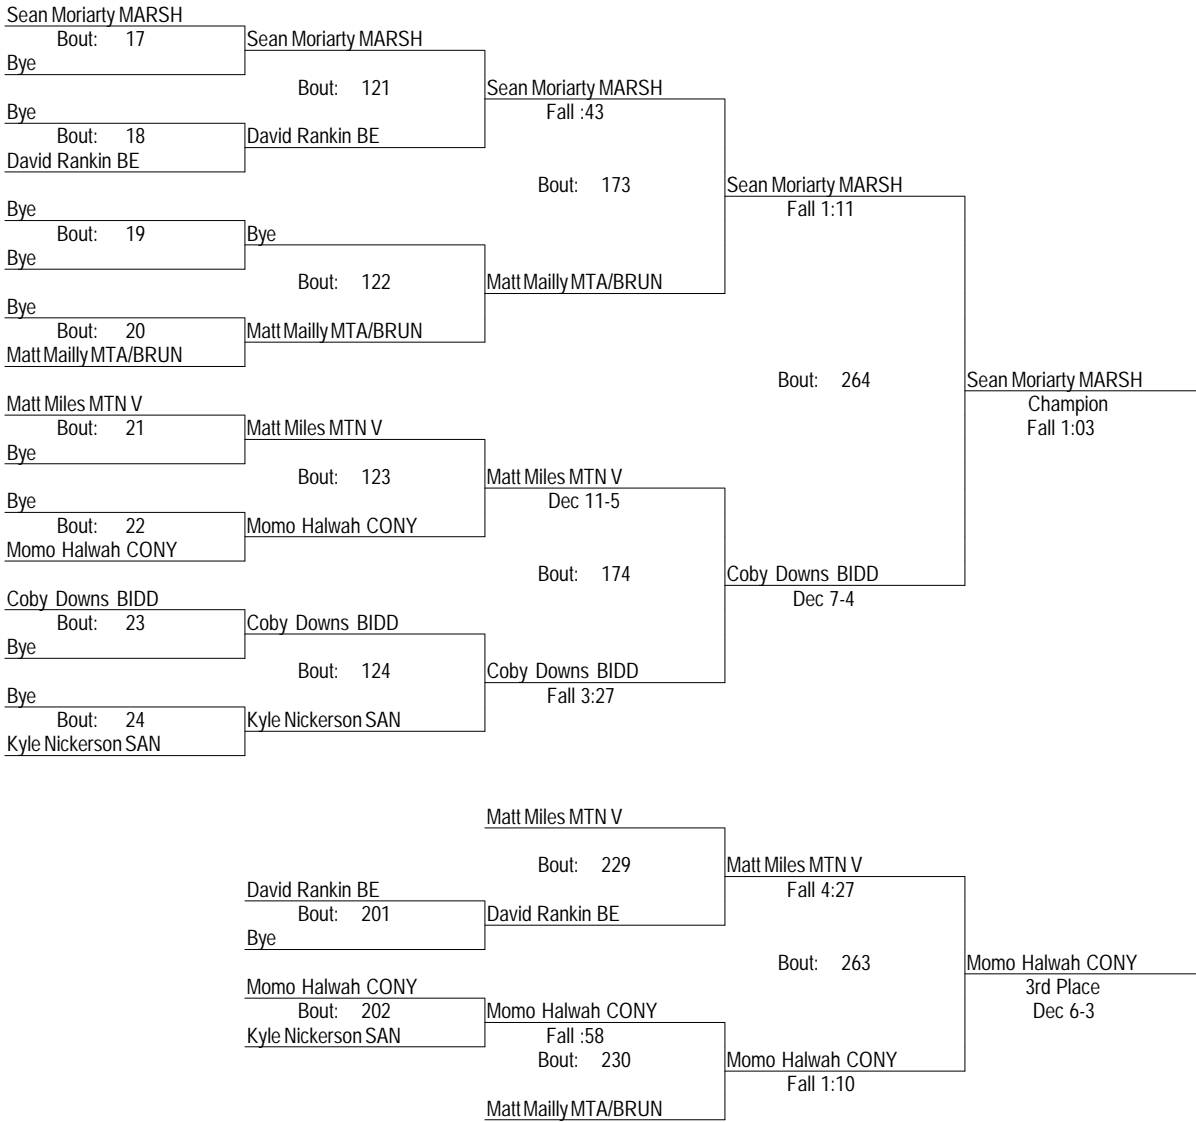 Sean Moriarty MARSH
Bout: 17
Sean Moriarty MARSH
Bye
Bout: 121
Sean Moriarty MARSH
Bye
Fall :43
Bout: 18
David Rankin BE
David Rankin BE
Bout: 173
Sean Moriarty MARSH
Bye
Fall 1:11
Bout: 19
Bye
Bye
Bout: 122
Matt Mailly MTA/BRUN
Bye
Bout: 20
Matt Mailly MTA/BRUN
Matt Mailly MTA/BRUN
Bout: 264
Sean Moriarty MARSH
Matt Miles MTN V
Champion
Bout: 21
Matt Miles MTN V
Fall 1:03
Bye
Bout: 123
Matt Miles MTN V
Bye
Dec 11-5
Bout: 22
Momo Halwah CONY
Momo Halwah CONY
Bout: 174
Coby Downs BIDD
Coby Downs BIDD
Dec 7-4
Bout: 23
Coby Downs BIDD
Bye
Bout: 124
Coby Downs BIDD
Bye
Fall 3:27
Bout: 24
Kyle Nickerson SAN
Kyle Nickerson SAN
Matt Miles MTN V
Bout: 229
Matt Miles MTN V
David Rankin BE
Fall 4:27
Bout: 201
David Rankin BE
Bye
Bout: 263
Momo Halwah CONY
Momo Halwah CONY
3rd Place
Bout: 202
Momo Halwah CONY
Dec 6-3
Kyle Nickerson SAN
Fall :58
Bout: 230
Momo Halwah CONY
Fall 1:10
Matt Mailly MTA/BRUN